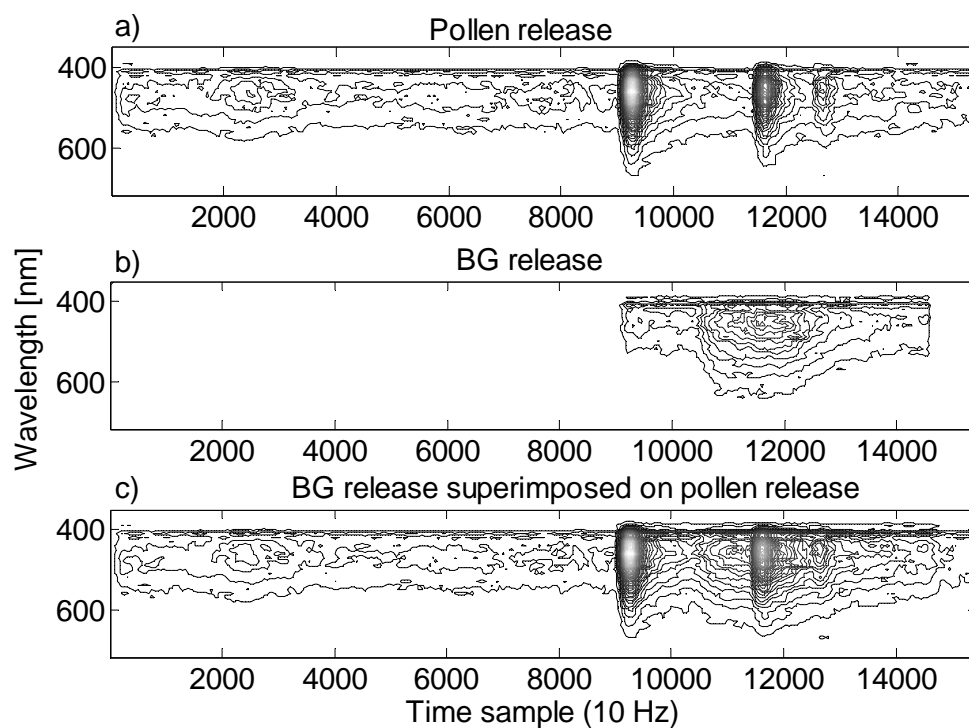 a)
Pollen release
400
600
2000 4000 6000 8000 10000 12000 14000
b)
BG release
400
600
2000 4000 6000 8000 10000 12000 14000
Wavelength [nm]
c)
BG release superimposed on pollen release
400
600
2000 4000 6000 8000 10000 12000 14000
Time sample (10 Hz)